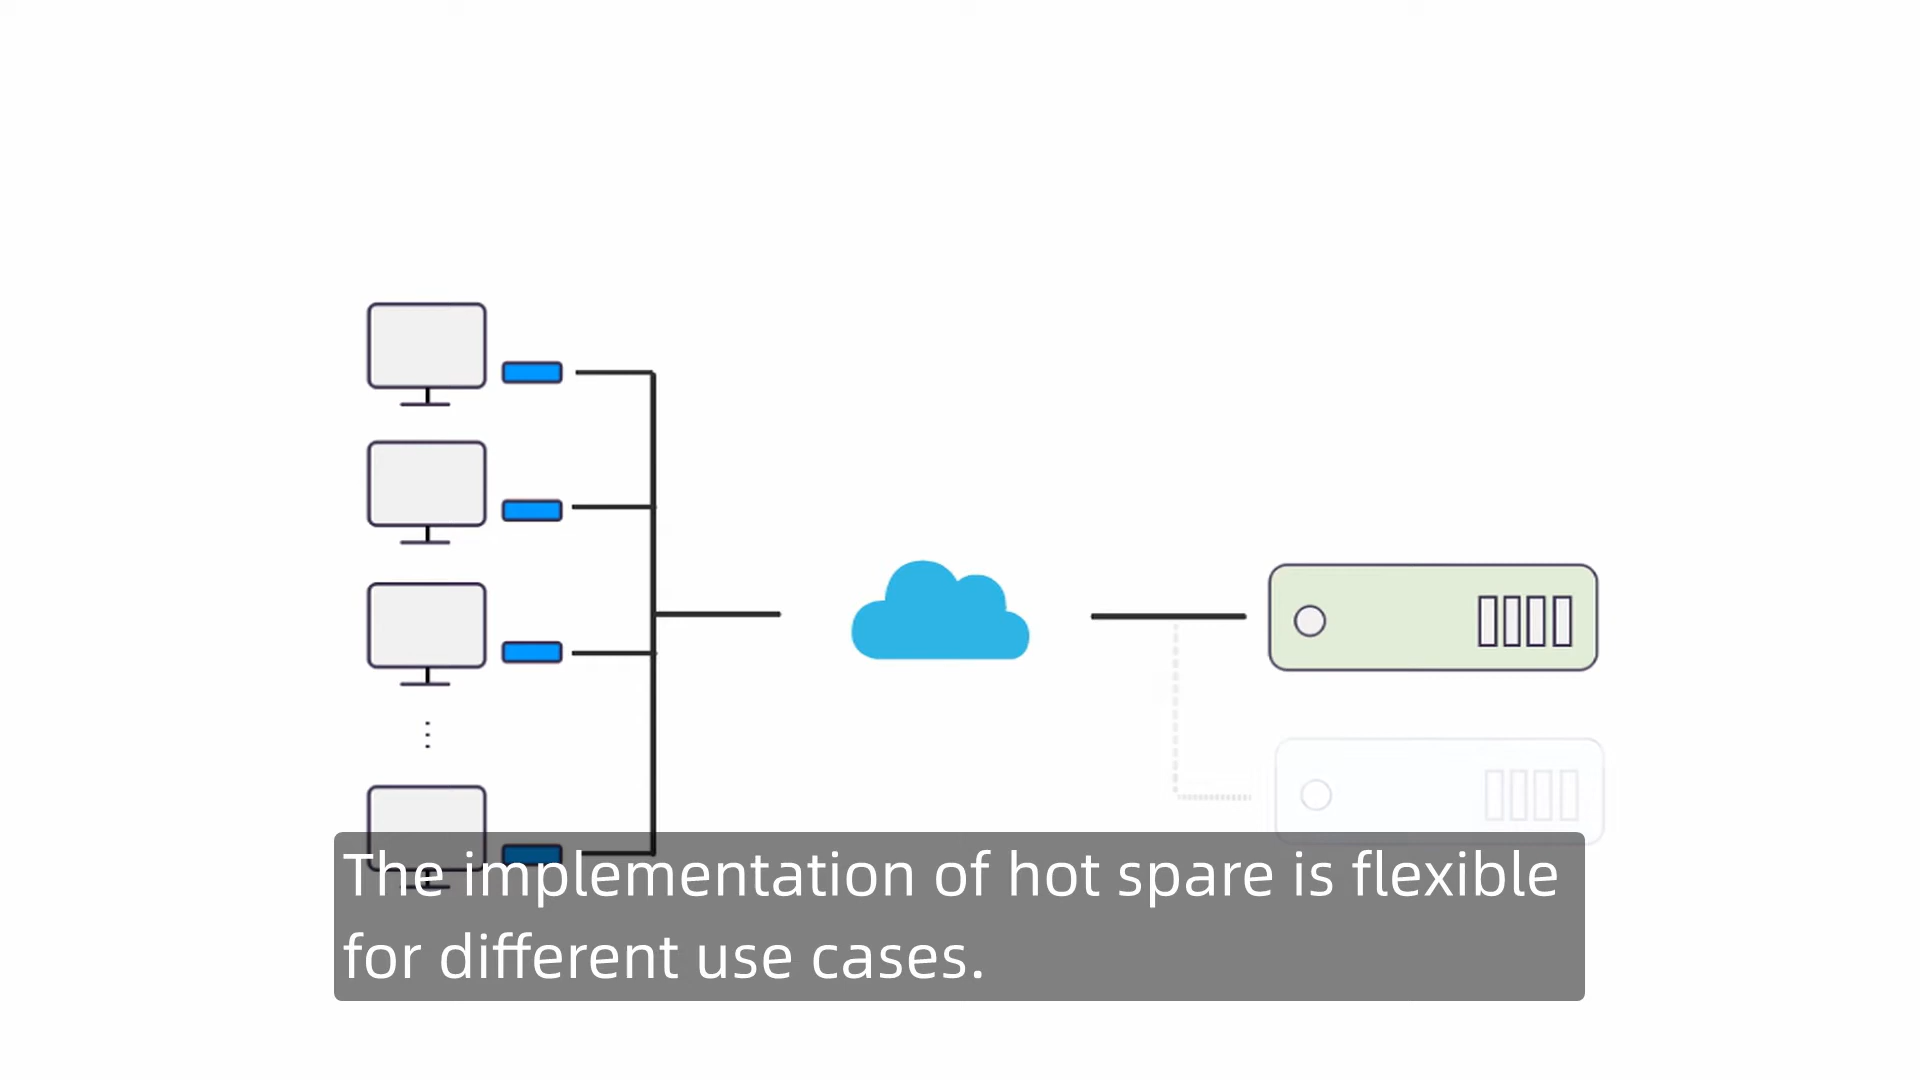 The implementation of hot spare is flexible
for different use cases.